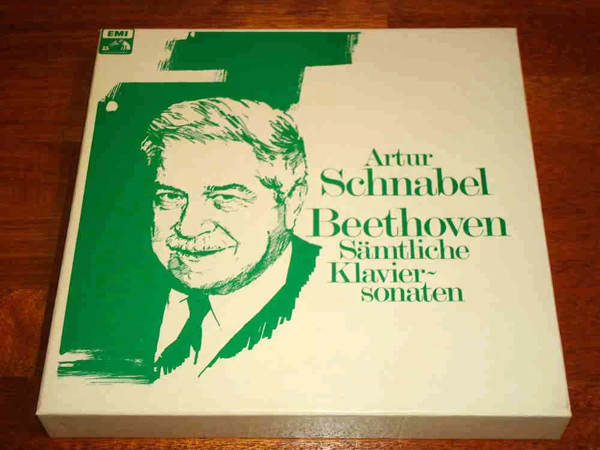 EMI
Artur
Schnabel
Beethoven
Sämtliche
Klavier~
sonaten